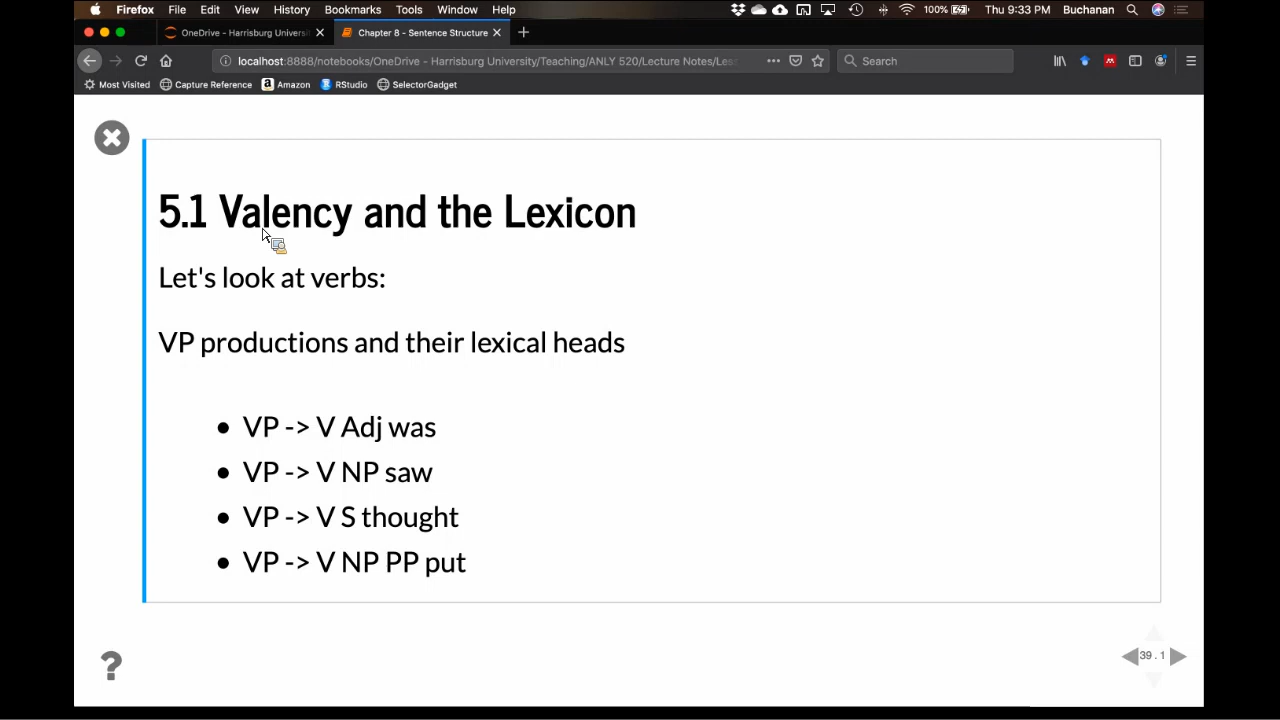 Firefox File Edit View History Bookmarks Tools Window Help 100% Thu 9:33 PM Buchanan
OneDrive - Harrisburg Universit Chapter 8 - Sentence Structure
localhost:8888/notebooks/OneDrive - Harrisburg University/Teaching/ANLY 520/Lecture Notes/Les Search
Most Visited Capture Reference Amazon RStudio SelectorGadget
5.1 Valency and the Lexicon
Let's look at verbs:
VP productions and their lexical heads
• VP -> V Adj was
• VP -> V NP saw
• VP -> V S thought
• VP -> V NP PP put
?
39 . 1